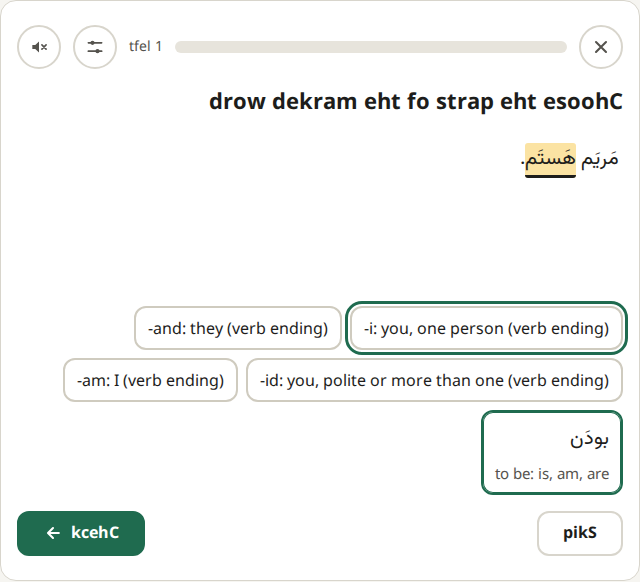 tfel 1
drow dekram eht fo strap eht esoohC
مَریَم هَستَم.
-i: you, one person (verb ending)
-and: they (verb ending)
-id: you, polite or more than one (verb ending)
-am: I (verb ending)
بودَن
to be: is, am, are
pikS
kcehC